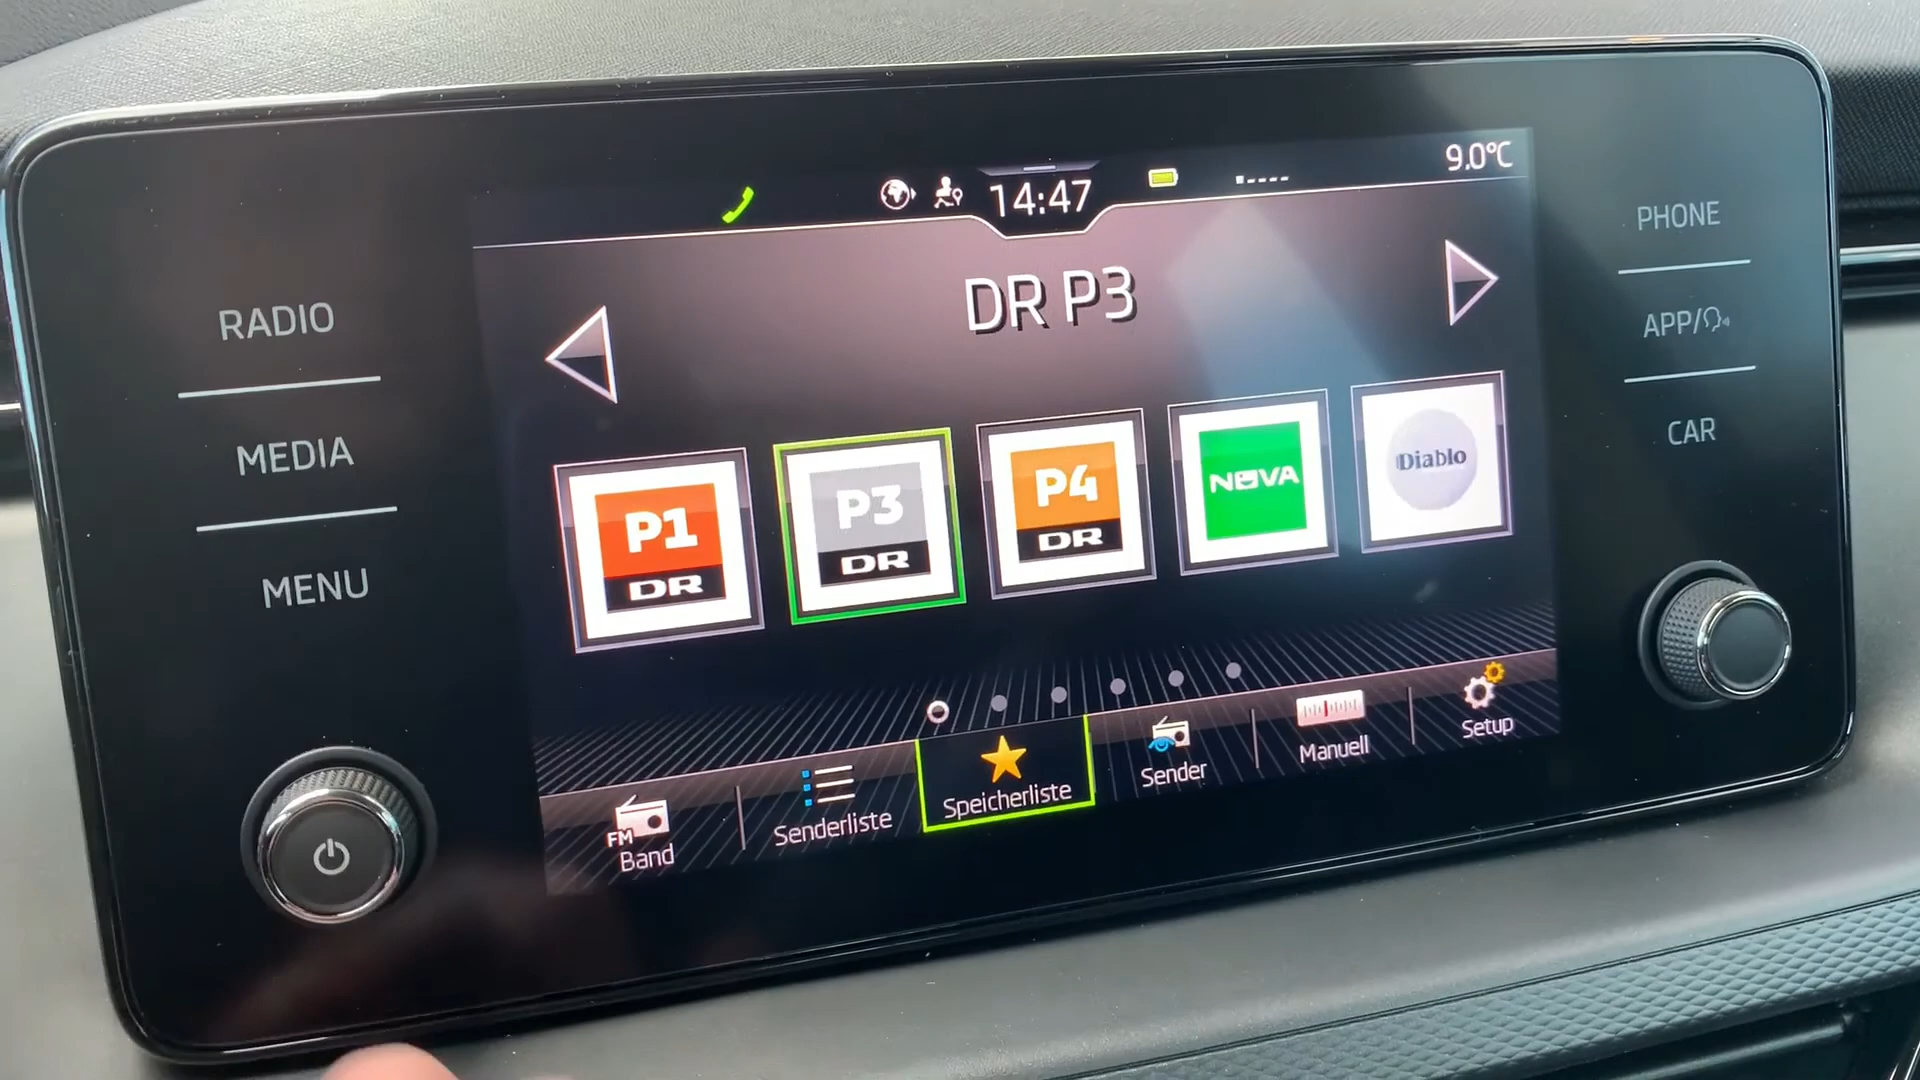 14:47
9.0°C
RADIO
MEDIA
MENU
DR P3
PHONE
APP/
CAR
P1
DR
P3
DR
P4
DR
NOVA
Diablo
FM
Band
Senderliste
Speicherliste
Sender
Manuell
Setup